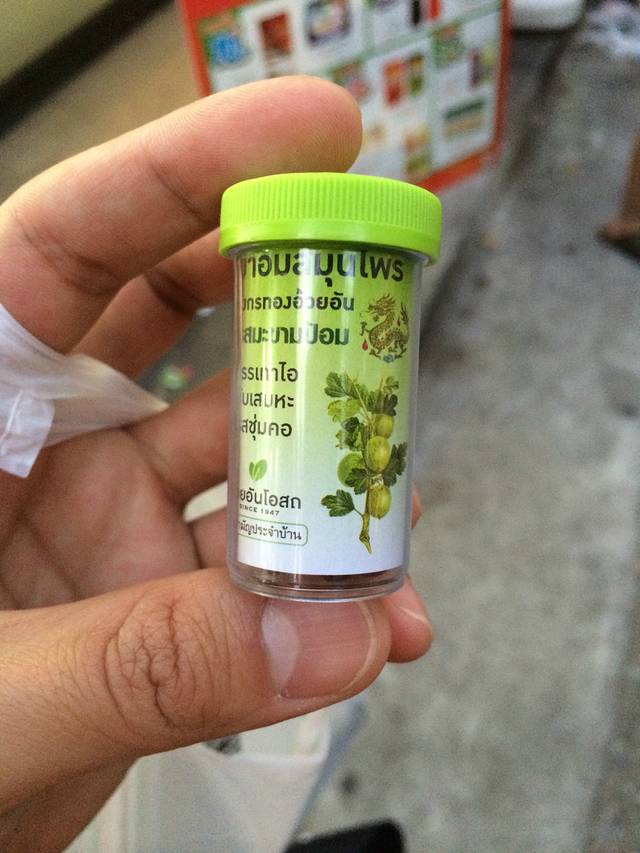 าอมสมุนไพร
งกรทองอ้วยอัน
สมะขามป้อม
รรเทาไอ
บเสมหะ
สชุ่มคอ
ยอันโอสถ
SINCE 1947
มัญประจำบ้าน